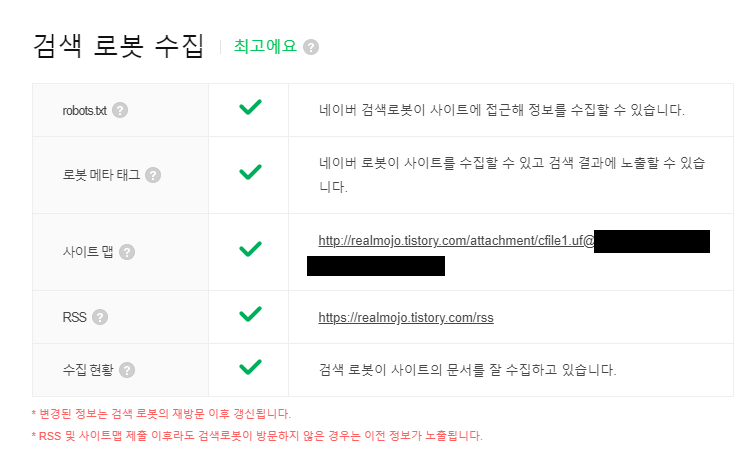 검색 로봇 수집 | 최고예요 ?
robots.txt ?
네이버 검색로봇이 사이트에 접근해 정보를 수집할 수 있습니다.
로봇 메타 태그 ?
네이버 로봇이 사이트를 수집할 수 있고 검색 결과에 노출할 수 있습
니다.
사이트 맵 ?
http://realmojo.tistory.com/attachment/cfile1.uf@
RSS ?
https://realmojo.tistory.com/rss
수집 현황 ?
검색 로봇이 사이트의 문서를 잘 수집하고 있습니다.
* 변경된 정보는 검색 로봇의 재방문 이후 갱신됩니다.
* RSS 및 사이트맵 제출 이후라도 검색로봇이 방문하지 않은 경우는 이전 정보가 노출됩니다.